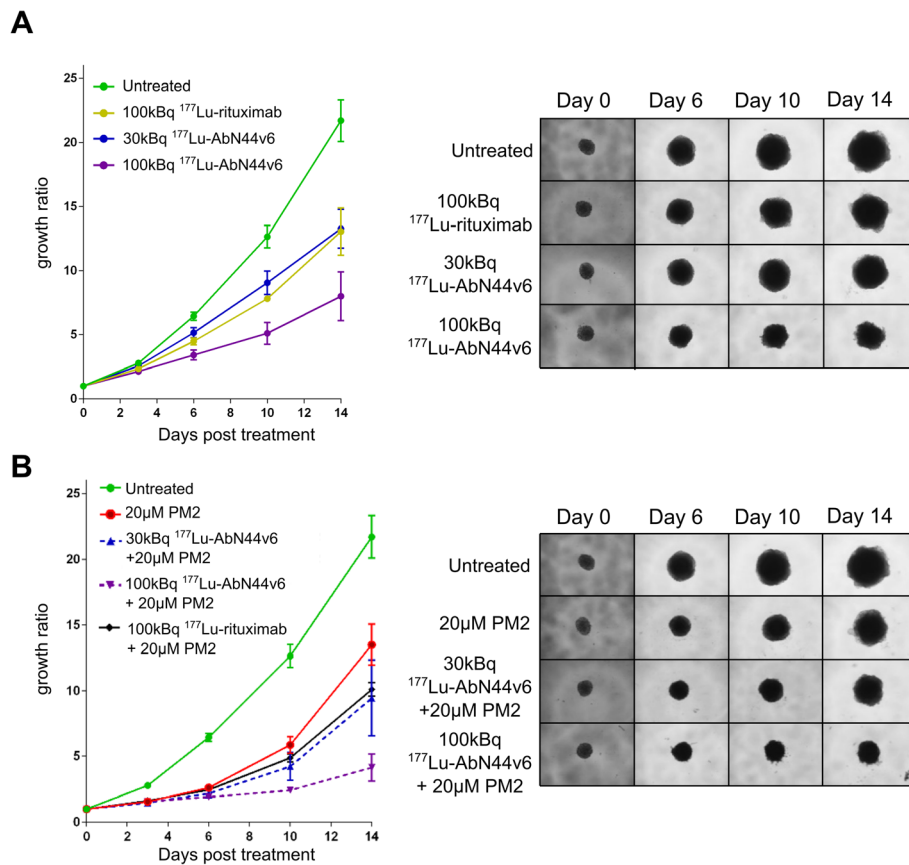 A
Untreated
100kBq ¹⁷⁷Lu-rituximab
30kBq ¹⁷⁷Lu-AbN44v6
100kBq ¹⁷⁷Lu-AbN44v6
growth ratio
25
20
15
10
5
0
0 2 4 6 8 10 12 14
Days post treatment
Day 0 Day 6 Day 10 Day 14
Untreated
100kBq
¹⁷⁷Lu-rituximab
30kBq
¹⁷⁷Lu-AbN44v6
100kBq
¹⁷⁷Lu-AbN44v6
B
Untreated
20µM PM2
30kBq ¹⁷⁷Lu-AbN44v6
+20µM PM2
100kBq ¹⁷⁷Lu-AbN44v6
+ 20µM PM2
100kBq ¹⁷⁷Lu-rituximab
+ 20µM PM2
growth ratio
25
20
15
10
5
0
0 2 4 6 8 10 12 14
Days post treatment
Day 0 Day 6 Day 10 Day 14
Untreated
20µM PM2
30kBq
¹⁷⁷Lu-AbN44v6
+20µM PM2
100kBq
¹⁷⁷Lu-AbN44v6
+ 20µM PM2